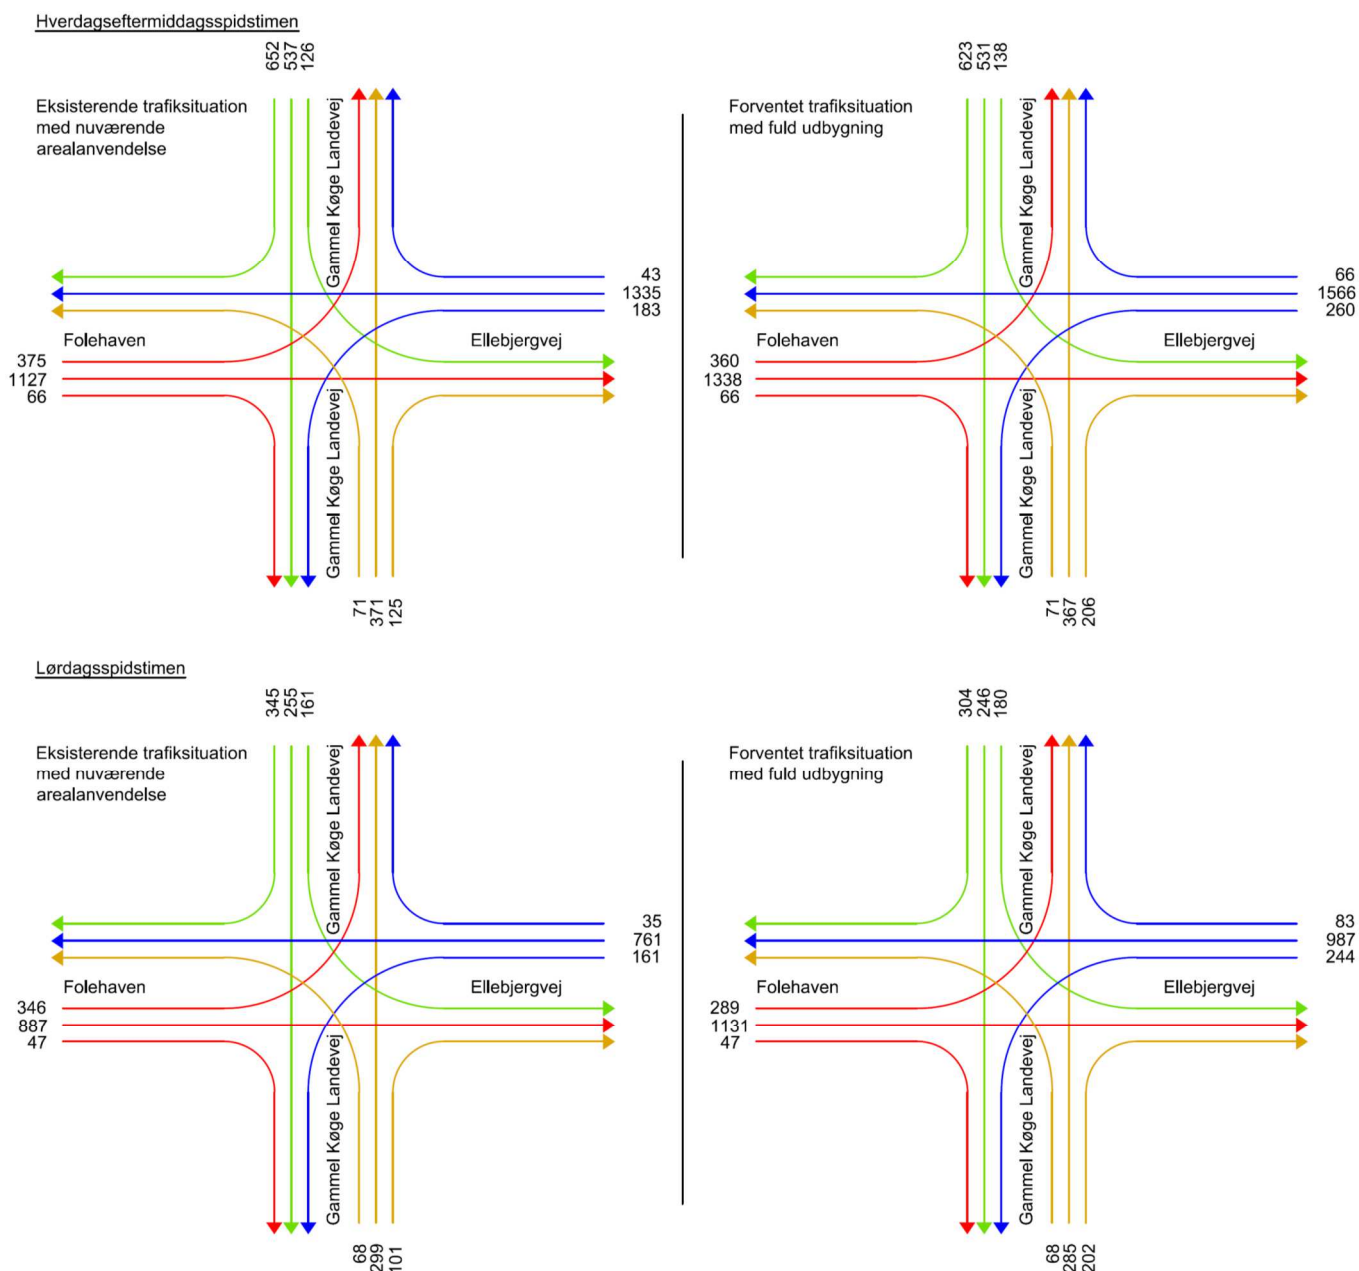 Hverdagseftermiddagsspidstimen
652
537
126
Eksisterende trafiksituation
med nuværende
arealanvendelse
Gammel Køge Landevej
43
1335
183
Folehaven
Ellebjergvej
375
1127
66
Gammel Køge Landevej
71
371
125
623
531
138
Forventet trafiksituation
med fuld udbygning
Gammel Køge Landevej
66
1566
260
Folehaven
Ellebjergvej
360
1338
66
Gammel Køge Landevej
71
367
206
Lørdagsspidstimen
345
255
161
Eksisterende trafiksituation
med nuværende
arealanvendelse
Gammel Køge Landevej
35
761
161
Folehaven
Ellebjergvej
346
887
47
Gammel Køge Landevej
68
299
101
304
246
180
Forventet trafiksituation
med fuld udbygning
Gammel Køge Landevej
83
987
244
Folehaven
Ellebjergvej
289
1131
47
Gammel Køge Landevej
68
285
202